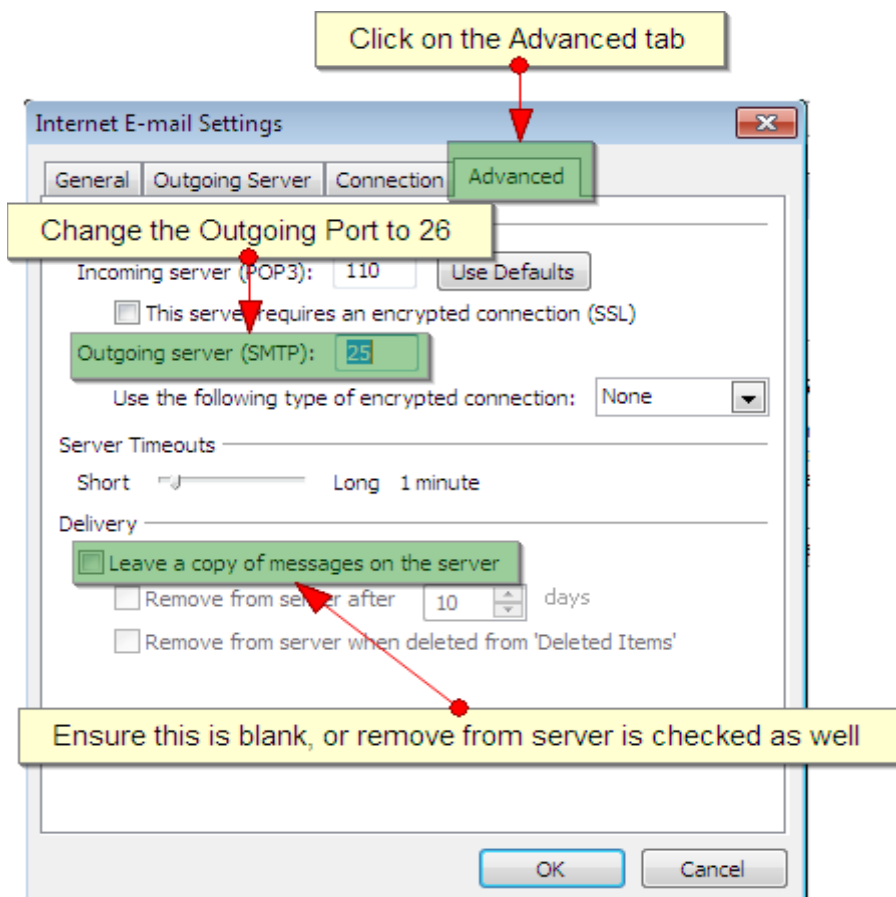 Click on the Advanced tab
Internet E-mail Settings
General Outgoing Server Connection Advanced
Change the Outgoing Port to 26
Incoming server (POP3): 110 Use Defaults
This server requires an encrypted connection (SSL)
Outgoing server (SMTP): 25
Use the following type of encrypted connection: None
Server Timeouts
Short Long 1 minute
Delivery
Leave a copy of messages on the server
Remove from server after 10 days
Remove from server when deleted from 'Deleted Items'
Ensure this is blank, or remove from server is checked as well
OK Cancel